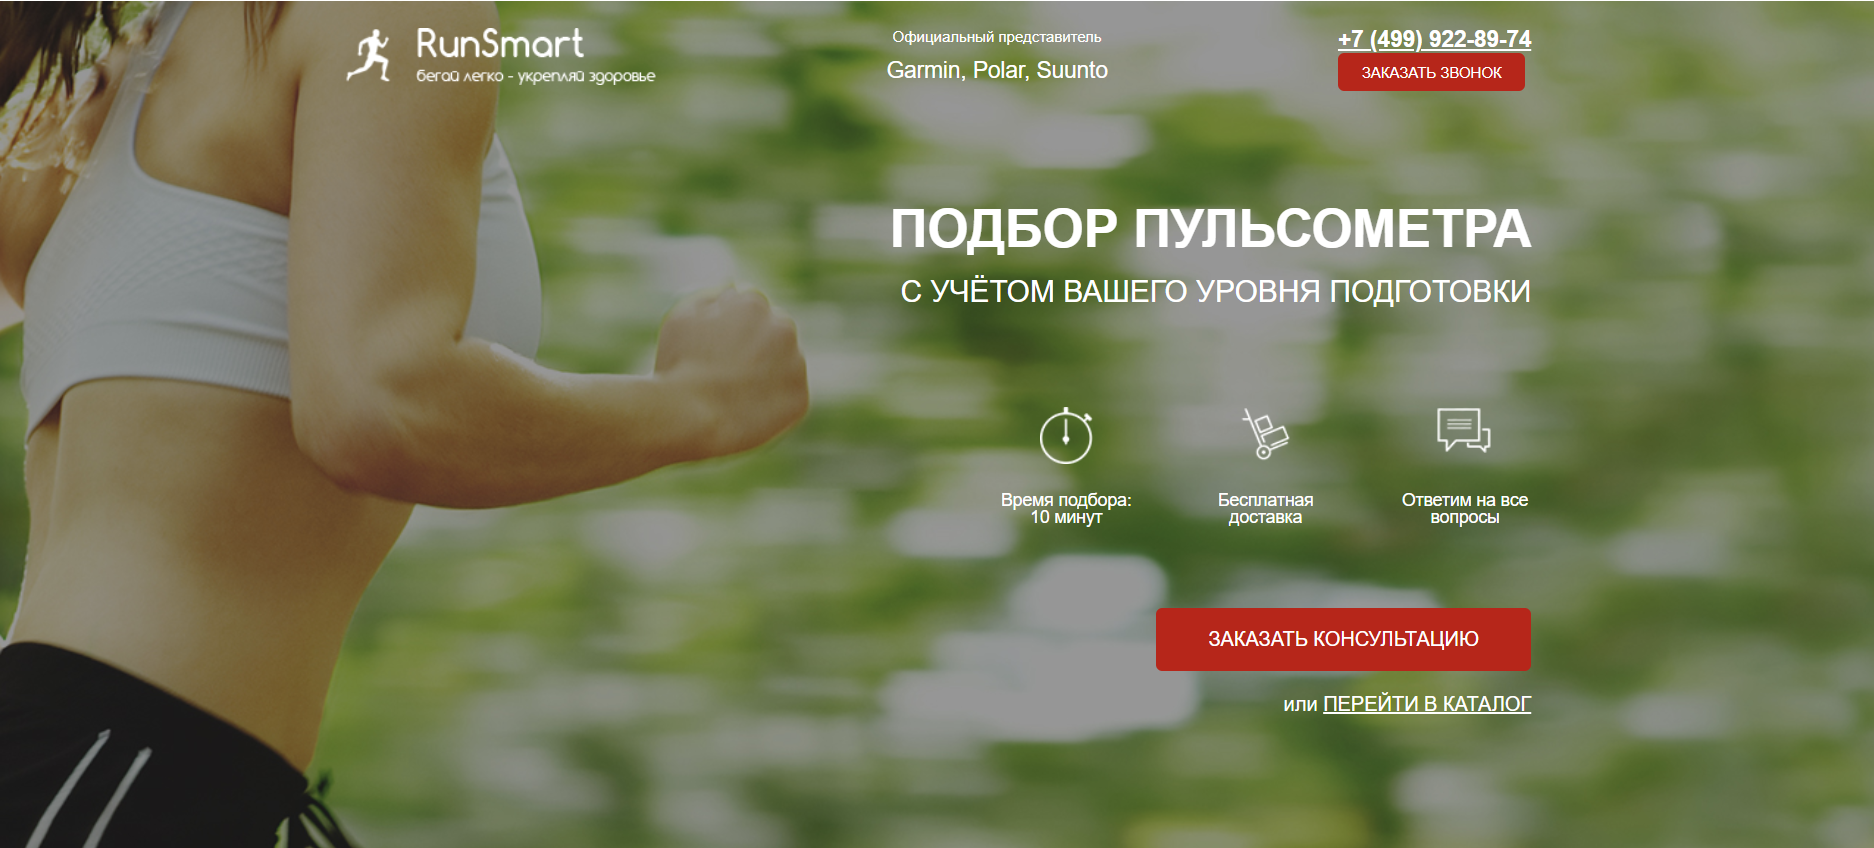 RunSmart
бегай легко - укрепляй здоровье
Официальный представитель
Garmin, Polar, Suunto
+7 (499) 922-89-74
ЗАКАЗАТЬ ЗВОНОК
ПОДБОР ПУЛЬСОМЕТРА
С УЧЁТОМ ВАШЕГО УРОВНЯ ПОДГОТОВКИ
Время подбора:
10 минут
Бесплатная
доставка
Ответим на все
вопросы
ЗАКАЗАТЬ КОНСУЛЬТАЦИЮ
или ПЕРЕЙТИ В КАТАЛОГ